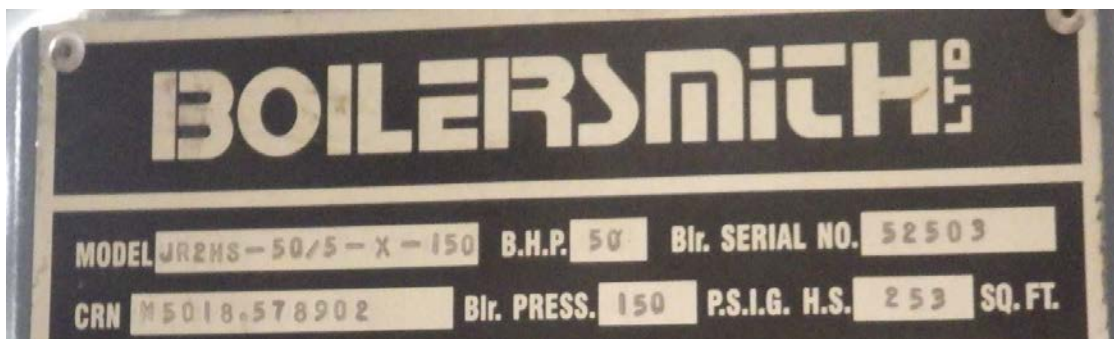 BOILERSMITH LTD
MODEL JR2HS-50/5-X-150 B.H.P. 50 Blr. SERIAL NO. 52503
CRN M5018.578902 Blr. PRESS. 150 P.S.I.G. H.S. 253 SQ. FT.